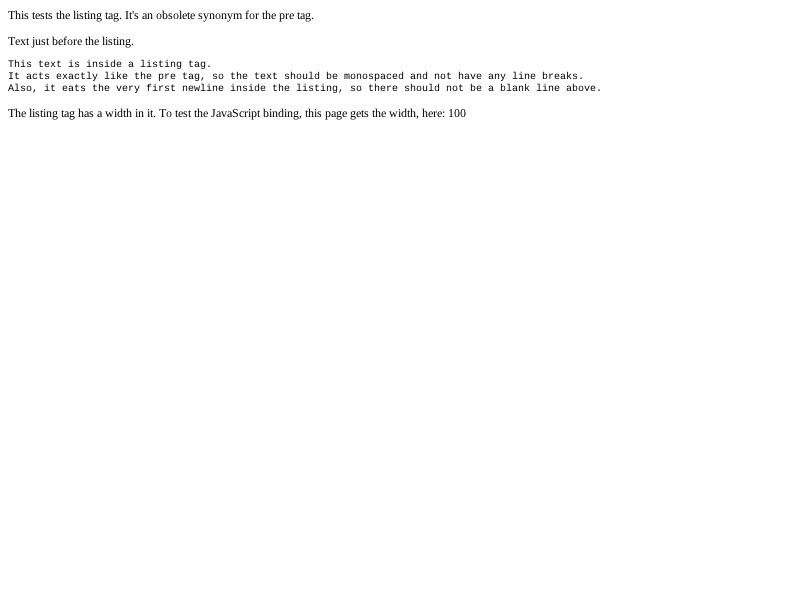 This tests the listing tag. It's an obsolete synonym for the pre tag.
Text just before the listing.
This text is inside a listing tag.
It acts exactly like the pre tag, so the text should be monospaced and not have any line breaks.
Also, it eats the very first newline inside the listing, so there should not be a blank line above.
The listing tag has a width in it. To test the JavaScript binding, this page gets the width, here: 100